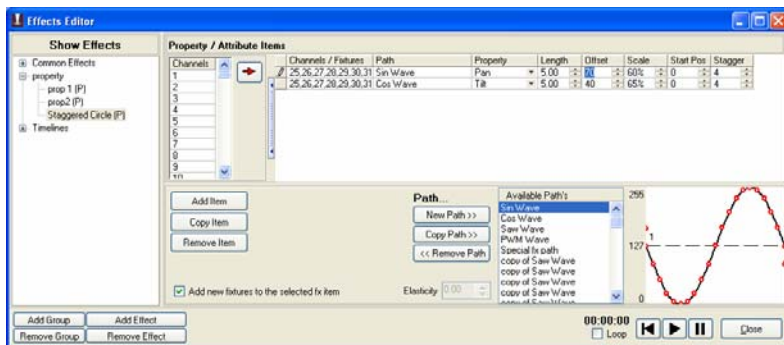 Effects Editor
Show Effects
Common Effects
property
prop 1 (P)
prop2 (P)
Staggered Circle (P)
Timelines
Property / Attribute Items
Channels
1
2
3
4
5
6
7
8
9
10
Channels / Fixtures Path Property Length Offset Scale Start Pos Stagger
25,26,27,28,29,30,31 Sin Wave Pan 5.00 20 60% 0 4
25,26,27,28,29,30,31 Cos Wave Tilt 5.00 40 65% 0 4
Add Item
Copy Item
Remove Item
Add new fixtures to the selected fx item
Path...
New Path >>
Copy Path >>
<< Remove Path
Elasticity 0.00
Available Path's
Sin Wave
Cos Wave
Saw Wave
PWM Wave
Special fx path
copy of Saw Wave
copy of Saw Wave
copy of Saw Wave
copy of Saw Wave
copy of Saw Wave
255
127
0
1
Add Group Add Effect
Remove Group Remove Effect
00:00:00
Loop
Close